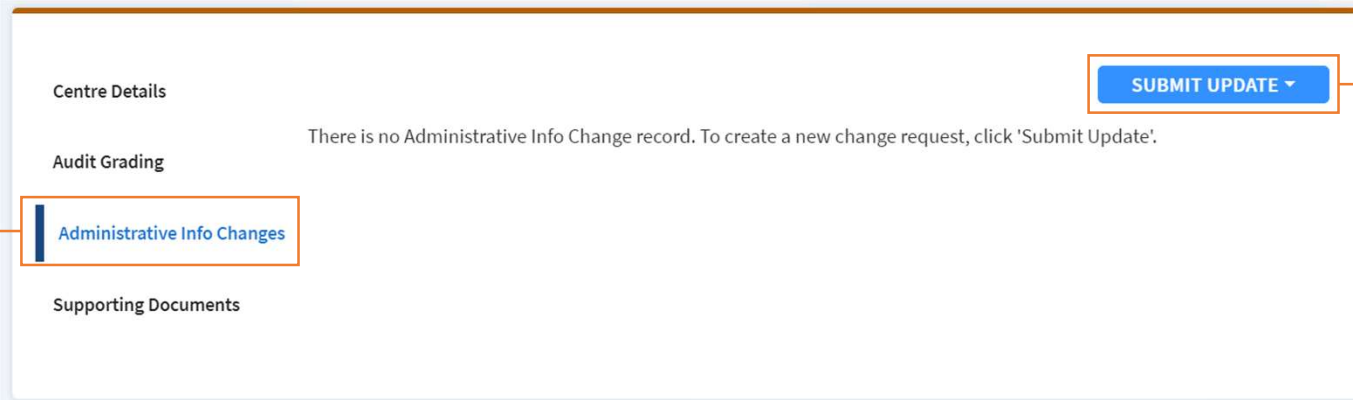 SUBMIT UPDATE
Centre Details
There is no Administrative Info Change record. To create a new change request, click 'Submit Update'.
Audit Grading
Administrative Info Changes
Supporting Documents